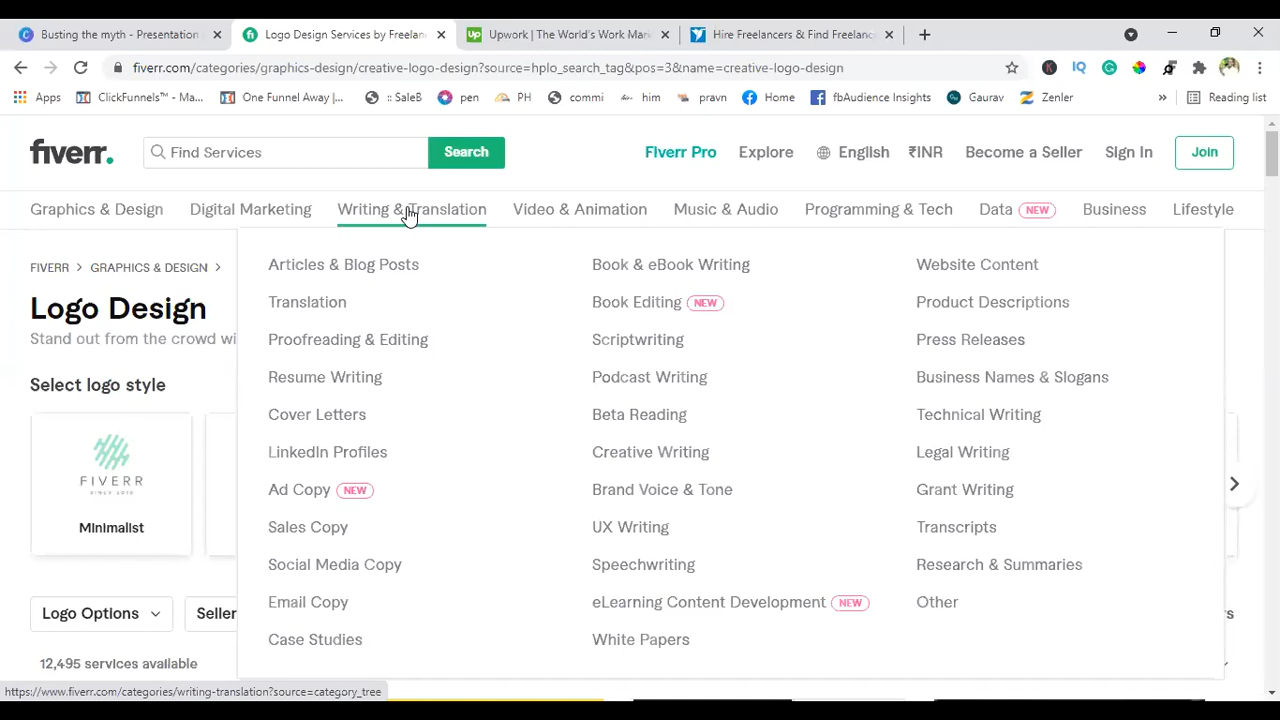 Busting the myth - Presentation
Logo Design Services by Freelan
Upwork | The World's Work Mark
Hire Freelancers & Find Freelanc
fiverr.com/categories/graphics-design/creative-logo-design?source=hplo_search_tag&pos=3&name=creative-logo-design
Apps
ClickFunnels™ - Ma...
One Funnel Away I...
:: SaleB
pen
PH
commi
him
pravn
Home
fbAudience Insights
Gaurav
Zenler
»
Reading list
fiverr.
Find Services
Search
Fiverr Pro
Explore
English
₹INR
Become a Seller
Sign In
Join
Graphics & Design
Digital Marketing
Writing & Translation
Video & Animation
Music & Audio
Programming & Tech
Data NEW
Business
Lifestyle
FIVERR > GRAPHICS & DESIGN >
Logo Design
Stand out from the crowd wi
Select logo style
FIVERR
SINCE 2010
Minimalist
Articles & Blog Posts
Translation
Proofreading & Editing
Resume Writing
Cover Letters
LinkedIn Profiles
Ad Copy NEW
Sales Copy
Social Media Copy
Email Copy
Case Studies
Book & eBook Writing
Book Editing NEW
Scriptwriting
Podcast Writing
Beta Reading
Creative Writing
Brand Voice & Tone
UX Writing
Speechwriting
eLearning Content Development NEW
White Papers
Website Content
Product Descriptions
Press Releases
Business Names & Slogans
Technical Writing
Legal Writing
Grant Writing
Transcripts
Research & Summaries
Other
Logo Options
Seller
rs
12,495 services available
https://www.fiverr.com/categories/writing-translation?source=category_tree